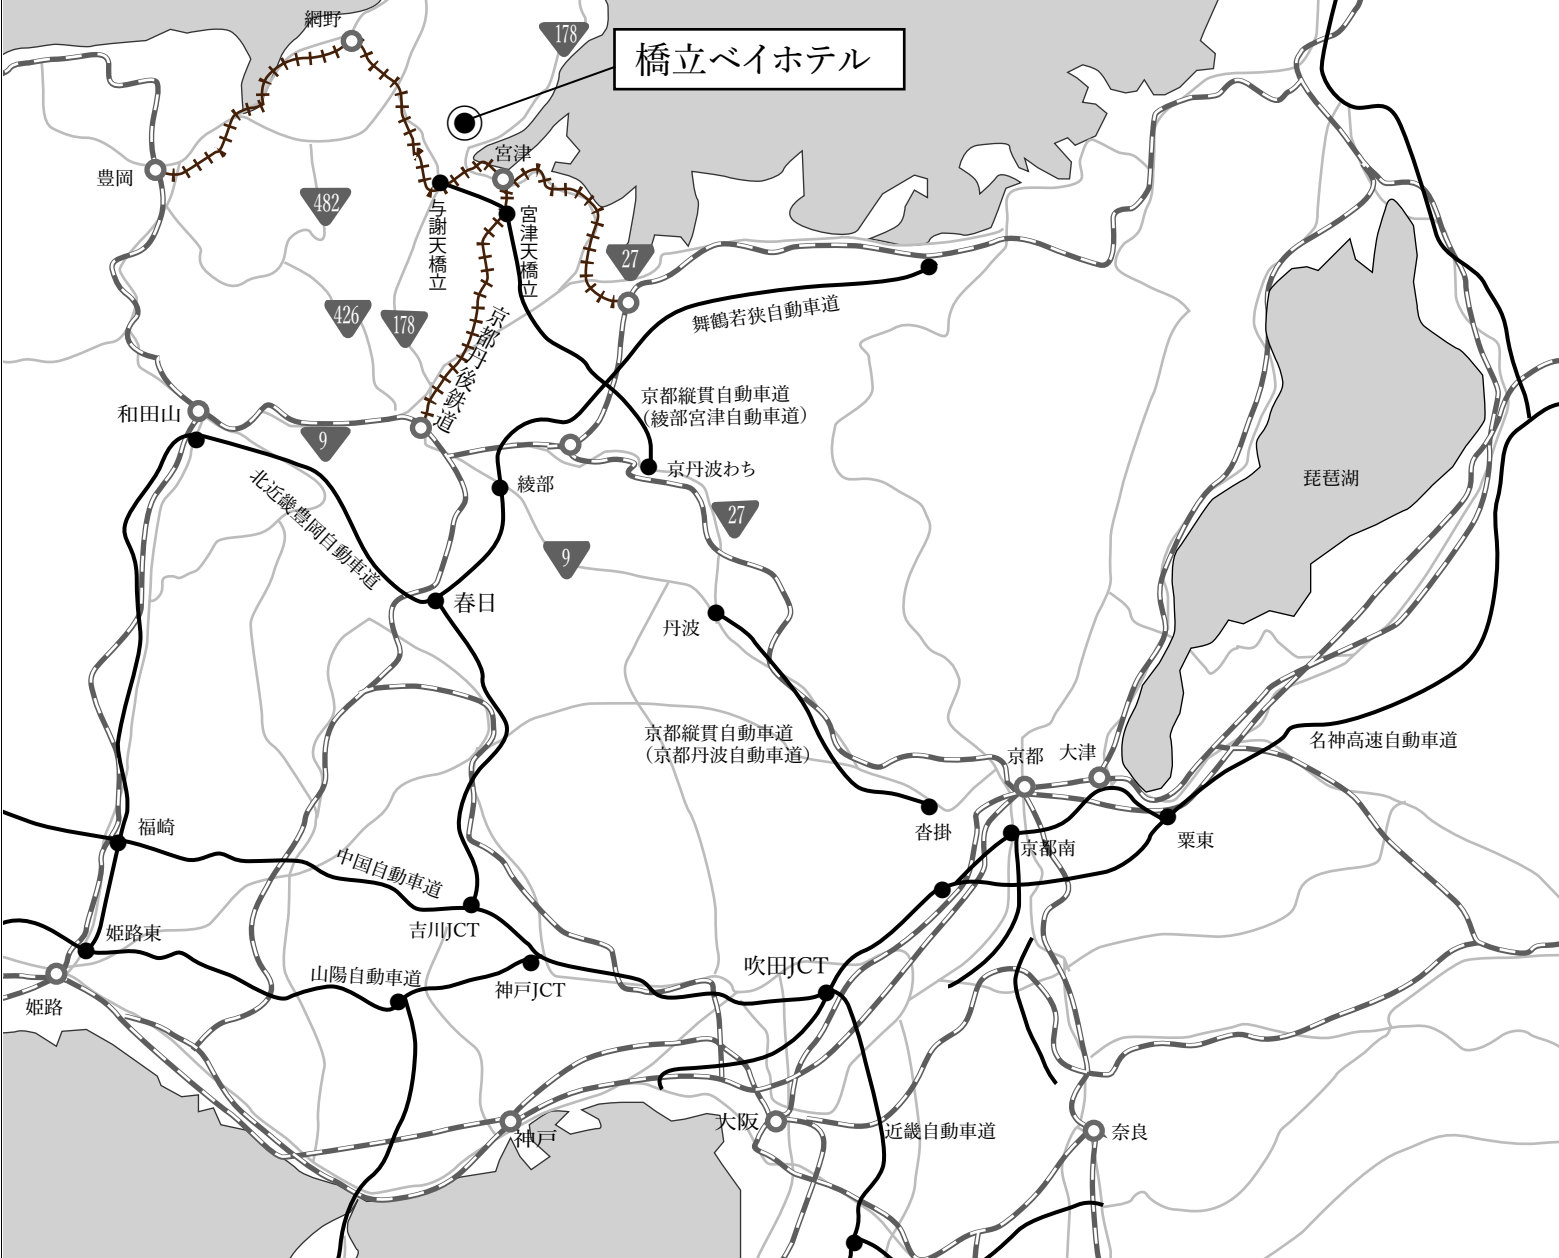 網野
178
橋立ベイホテル
宮津
豊岡
482
与謝天橋立
宮津天橋立
27
426
178
舞鶴若狭自動車道
京都丹後鉄道
京都縦貫自動車道
（綾部宮津自動車道）
和田山
9
京丹波わち
琵琶湖
綾部
北近畿豊岡自動車道
27
9
春日
丹波
京都縦貫自動車道
（京都丹波自動車道）
名神高速自動車道
京都
大津
福崎
沓掛
京都南
栗東
中国自動車道
吉川JCT
姫路東
山陽自動車道
神戸JCT
吹田JCT
姫路
大阪
神戸
近畿自動車道
奈良